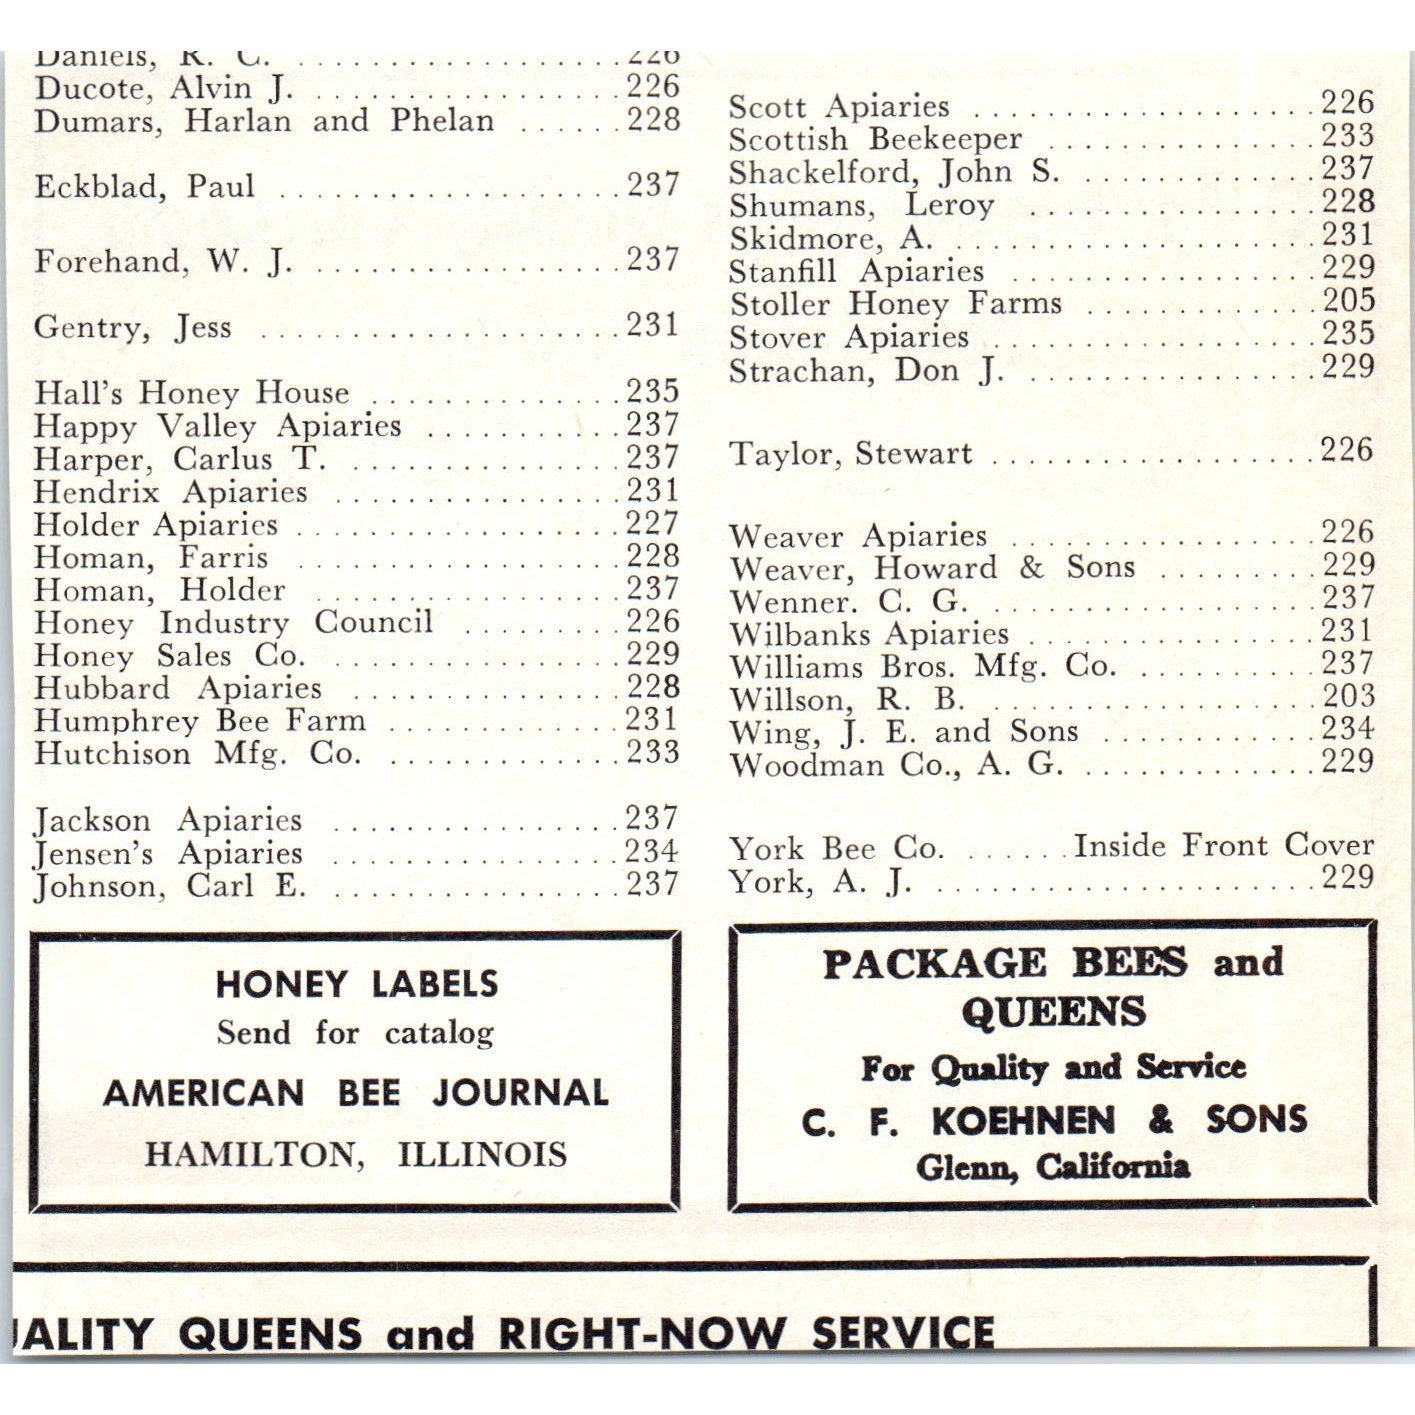 Daniels, R. C. . . . . . . . . . . . . . . . . . . 226
Ducote, Alvin J. . . . . . . . . . . . . . . . . . 226
Dumars, Harlan and Phelan . . . . . . 228
Eckblad, Paul . . . . . . . . . . . . . . . . . . 237
Forehand, W. J. . . . . . . . . . . . . . . . . . 237
Gentry, Jess . . . . . . . . . . . . . . . . . . . 231
Hall's Honey House . . . . . . . . . . . . . 235
Happy Valley Apiaries . . . . . . . . . . . 237
Harper, Carlus T. . . . . . . . . . . . . . . . 237
Hendrix Apiaries . . . . . . . . . . . . . . . 231
Holder Apiaries . . . . . . . . . . . . . . . . . 227
Homan, Farris . . . . . . . . . . . . . . . . . 228
Homan, Holder . . . . . . . . . . . . . . . . 237
Honey Industry Council . . . . . . . . . 226
Honey Sales Co. . . . . . . . . . . . . . . . 229
Hubbard Apiaries . . . . . . . . . . . . . . 228
Humphrey Bee Farm . . . . . . . . . . . . 231
Hutchison Mfg. Co. . . . . . . . . . . . . 233
Jackson Apiaries . . . . . . . . . . . . . . . 237
Jensen's Apiaries . . . . . . . . . . . . . . . 234
Johnson, Carl E. . . . . . . . . . . . . . . . 237
HONEY LABELS
Send for catalog
AMERICAN BEE JOURNAL
HAMILTON, ILLINOIS
Scott Apiaries . . . . . . . . . . . . . . . . . . 226
Scottish Beekeeper . . . . . . . . . . . . . . 233
Shackelford, John S. . . . . . . . . . . . . 237
Shumans, Leroy . . . . . . . . . . . . . . . 228
Skidmore, A. . . . . . . . . . . . . . . . . . . . 231
Stanfill Apiaries . . . . . . . . . . . . . . . . 229
Stoller Honey Farms . . . . . . . . . . . . 205
Stover Apiaries . . . . . . . . . . . . . . . . . 235
Strachan, Don J. . . . . . . . . . . . . . . . 229
Taylor, Stewart . . . . . . . . . . . . . . . . . 226
Weaver Apiaries . . . . . . . . . . . . . . . . 226
Weaver, Howard & Sons . . . . . . . . 229
Wenner. C. G. . . . . . . . . . . . . . . . . . 237
Wilbanks Apiaries . . . . . . . . . . . . . . . 231
Williams Bros. Mfg. Co. . . . . . . . . . 237
Willson, R. B. . . . . . . . . . . . . . . . . . 203
Wing, J. E. and Sons . . . . . . . . . . . 234
Woodman Co., A. G. . . . . . . . . . . . 229
York Bee Co. . . . . . . Inside Front Cover
York, A. J. . . . . . . . . . . . . . . . . . . . . 229
PACKAGE BEES and
QUEENS
For Quality and Service
C. F. KOEHNEN & SONS
Glenn, California
UALITY QUEENS and RIGHT-NOW SERVICE